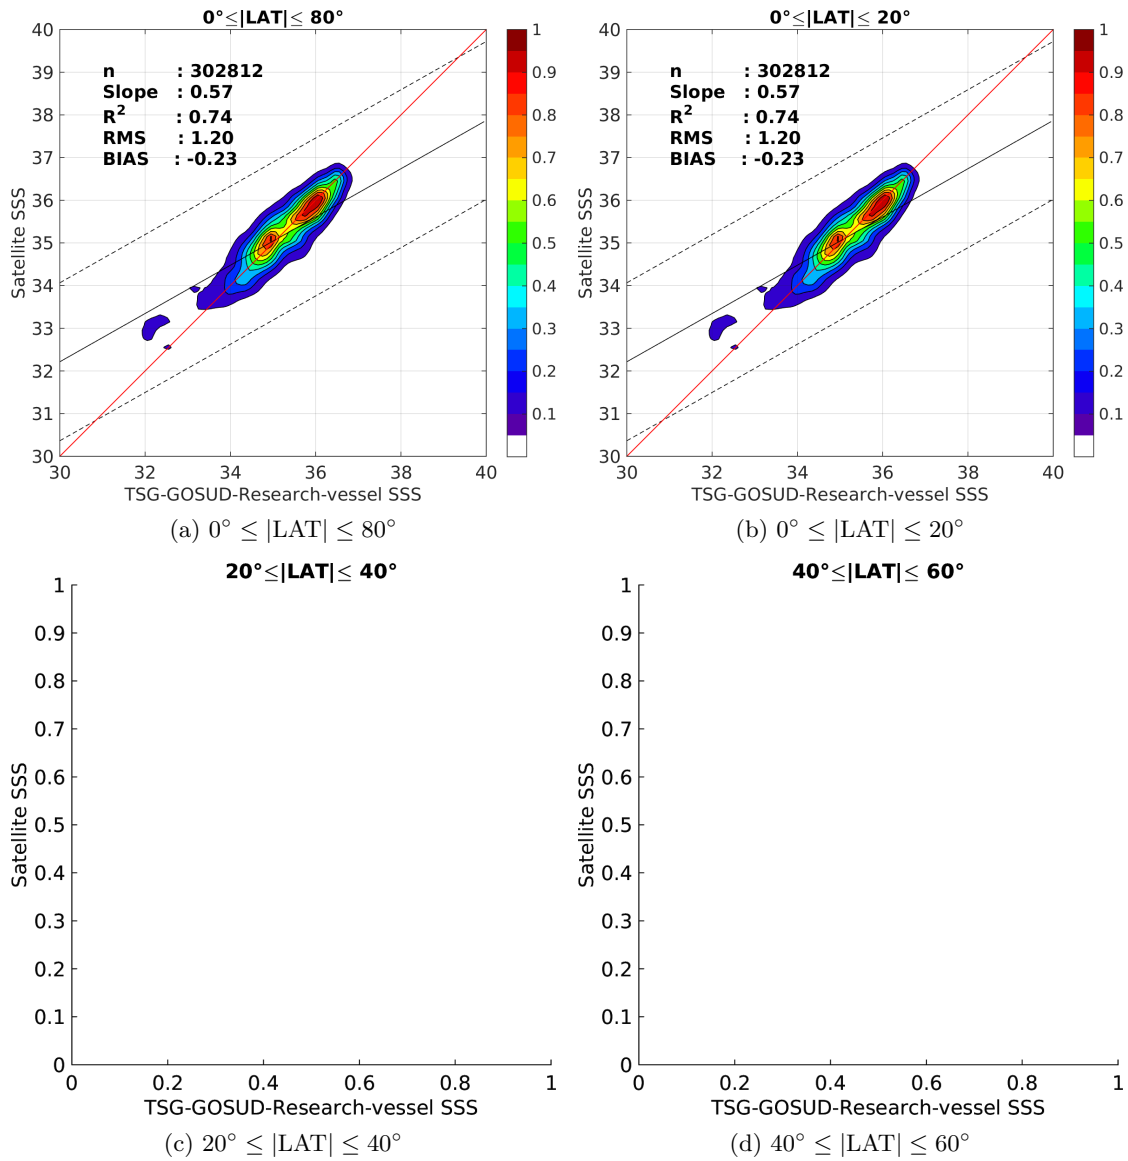 0°≤|LAT|≤ 80°
n : 302812
Slope : 0.57
R² : 0.74
RMS : 1.20
BIAS : -0.23
40
39
38
37
36
35
34
33
32
31
30
30 32 34 36 38 40
1
0.9
0.8
0.7
0.6
0.5
0.4
0.3
0.2
0.1
Satellite SSS
TSG-GOSUD-Research-vessel SSS
(a) 0° ≤ |LAT| ≤ 80°
0°≤|LAT|≤ 20°
n : 302812
Slope : 0.57
R² : 0.74
RMS : 1.20
BIAS : -0.23
40
39
38
37
36
35
34
33
32
31
30
30 32 34 36 38 40
1
0.9
0.8
0.7
0.6
0.5
0.4
0.3
0.2
0.1
Satellite SSS
TSG-GOSUD-Research-vessel SSS
(b) 0° ≤ |LAT| ≤ 20°
20°≤|LAT|≤ 40°
1
0.9
0.8
0.7
0.6
0.5
0.4
0.3
0.2
0.1
0
0 0.2 0.4 0.6 0.8 1
Satellite SSS
TSG-GOSUD-Research-vessel SSS
(c) 20° ≤ |LAT| ≤ 40°
40°≤|LAT|≤ 60°
1
0.9
0.8
0.7
0.6
0.5
0.4
0.3
0.2
0.1
0
0 0.2 0.4 0.6 0.8 1
Satellite SSS
TSG-GOSUD-Research-vessel SSS
(d) 40° ≤ |LAT| ≤ 60°